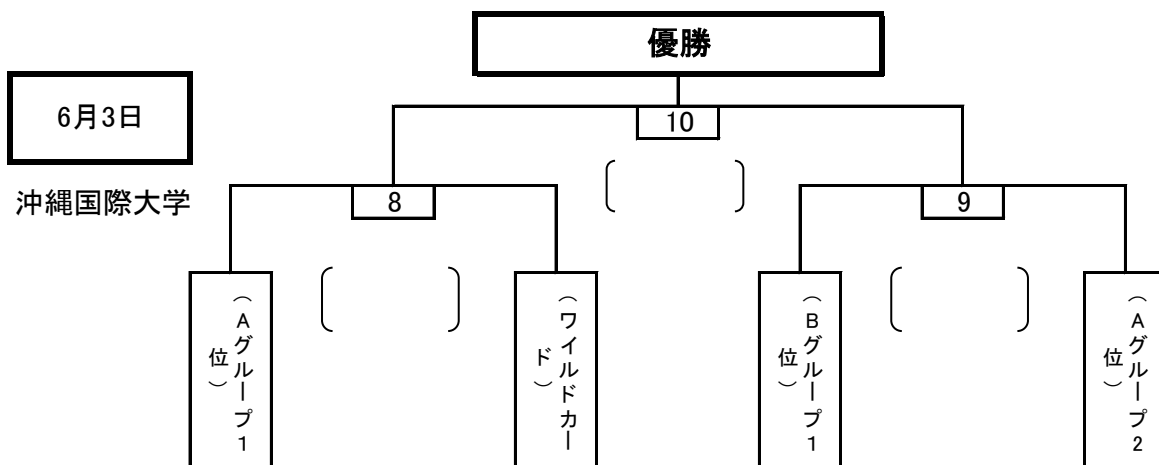 優勝
6月3日
10
沖縄国際大学
8
9
（Aグループ1
位）
（ワイルドカー
ド）
（Bグループ1
位）
（Aグループ2
位）